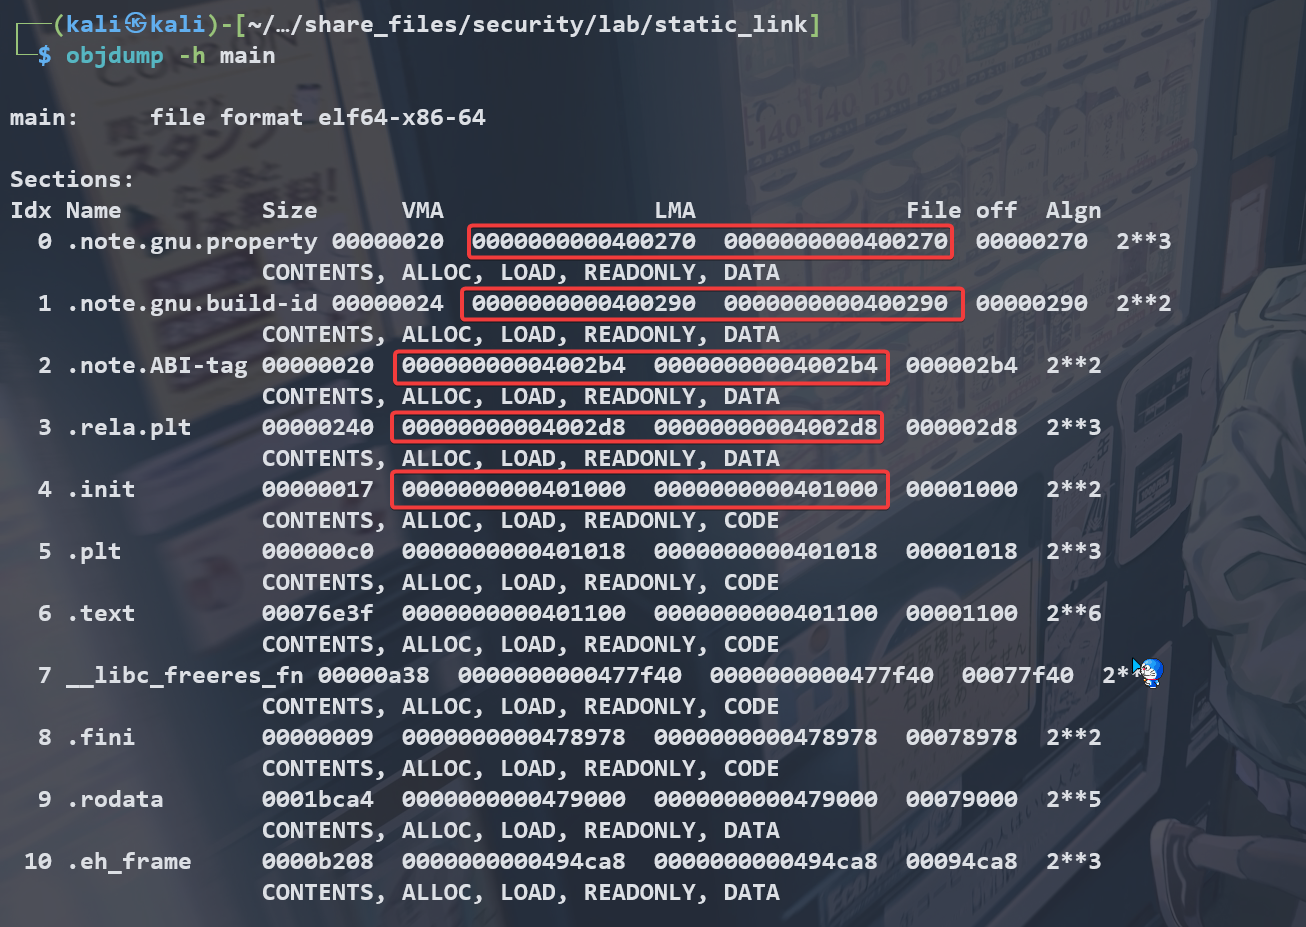 (kali㉿kali)-[~/…/share_files/security/lab/static_link]
$ objdump -h main
main:     file format elf64-x86-64
Sections:
Idx Name          Size      VMA               LMA               File off  Algn
  0 .note.gnu.property 00000020  0000000000400270  0000000000400270  00000270  2**3
                  CONTENTS, ALLOC, LOAD, READONLY, DATA
  1 .note.gnu.build-id 00000024  0000000000400290  0000000000400290  00000290  2**2
                  CONTENTS, ALLOC, LOAD, READONLY, DATA
  2 .note.ABI-tag 00000020  00000000004002b4  00000000004002b4  000002b4  2**2
                  CONTENTS, ALLOC, LOAD, READONLY, DATA
  3 .rela.plt     00000240  00000000004002d8  00000000004002d8  000002d8  2**3
                  CONTENTS, ALLOC, LOAD, READONLY, DATA
  4 .init         00000017  0000000000401000  0000000000401000  00001000  2**2
                  CONTENTS, ALLOC, LOAD, READONLY, CODE
  5 .plt          000000c0  0000000000401018  0000000000401018  00001018  2**3
                  CONTENTS, ALLOC, LOAD, READONLY, CODE
  6 .text         00076e3f  0000000000401100  0000000000401100  00001100  2**6
                  CONTENTS, ALLOC, LOAD, READONLY, CODE
  7 __libc_freeres_fn 00000a38  0000000000477f40  0000000000477f40  00077f40  2*
                  CONTENTS, ALLOC, LOAD, READONLY, CODE
  8 .fini         00000009  0000000000478978  0000000000478978  00078978  2**2
                  CONTENTS, ALLOC, LOAD, READONLY, CODE
  9 .rodata       0001bca4  0000000000479000  0000000000479000  00079000  2**5
                  CONTENTS, ALLOC, LOAD, READONLY, DATA
 10 .eh_frame     0000b208  0000000000494ca8  0000000000494ca8  00094ca8  2**3
                  CONTENTS, ALLOC, LOAD, READONLY, DATA